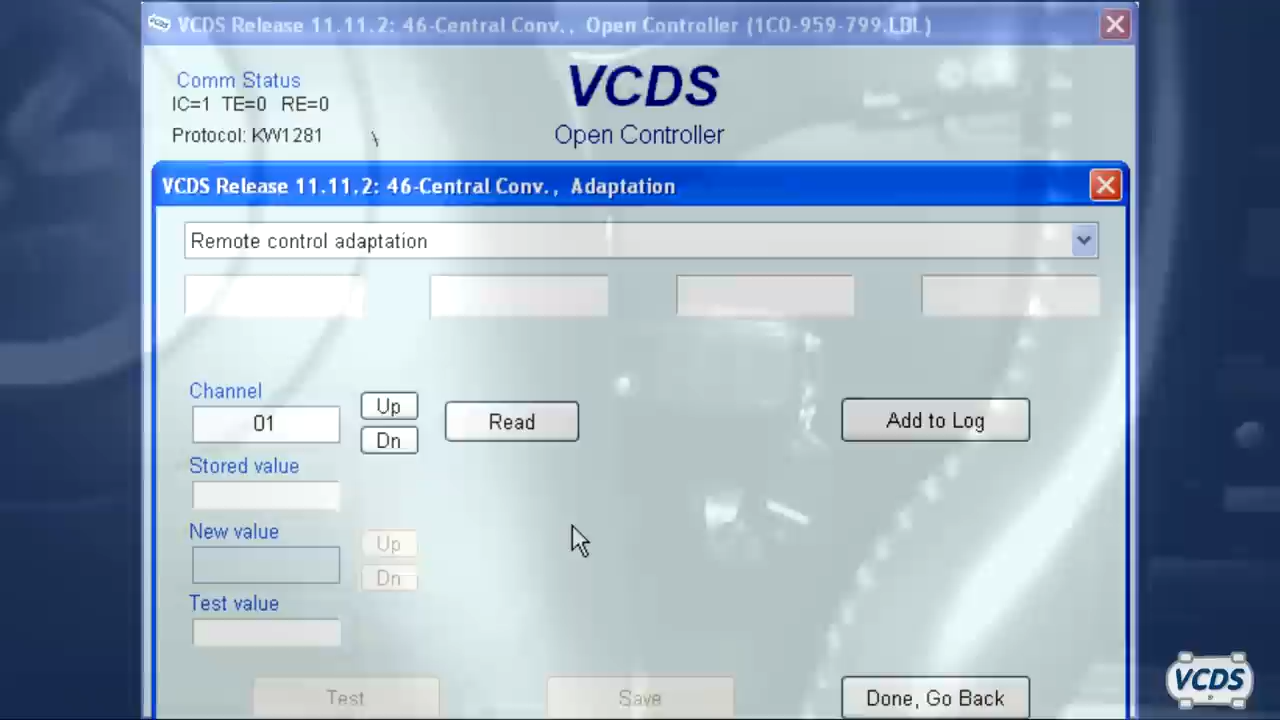 VCDS Release 11.11.2: 46-Central Conv., Open Controller (1C0-959-799.LBL)
Comm Status
IC=1 TE=0 RE=0
Protocol: KW1281
\
VCDS
Open Controller
VCDS Release 11.11.2: 46-Central Conv., Adaptation
Remote control adaptation
Channel
01
Up
Dn
Read
Add to Log
Stored value
New value
Up
Dn
Test value
Test
Save
Done, Go Back
VCDS